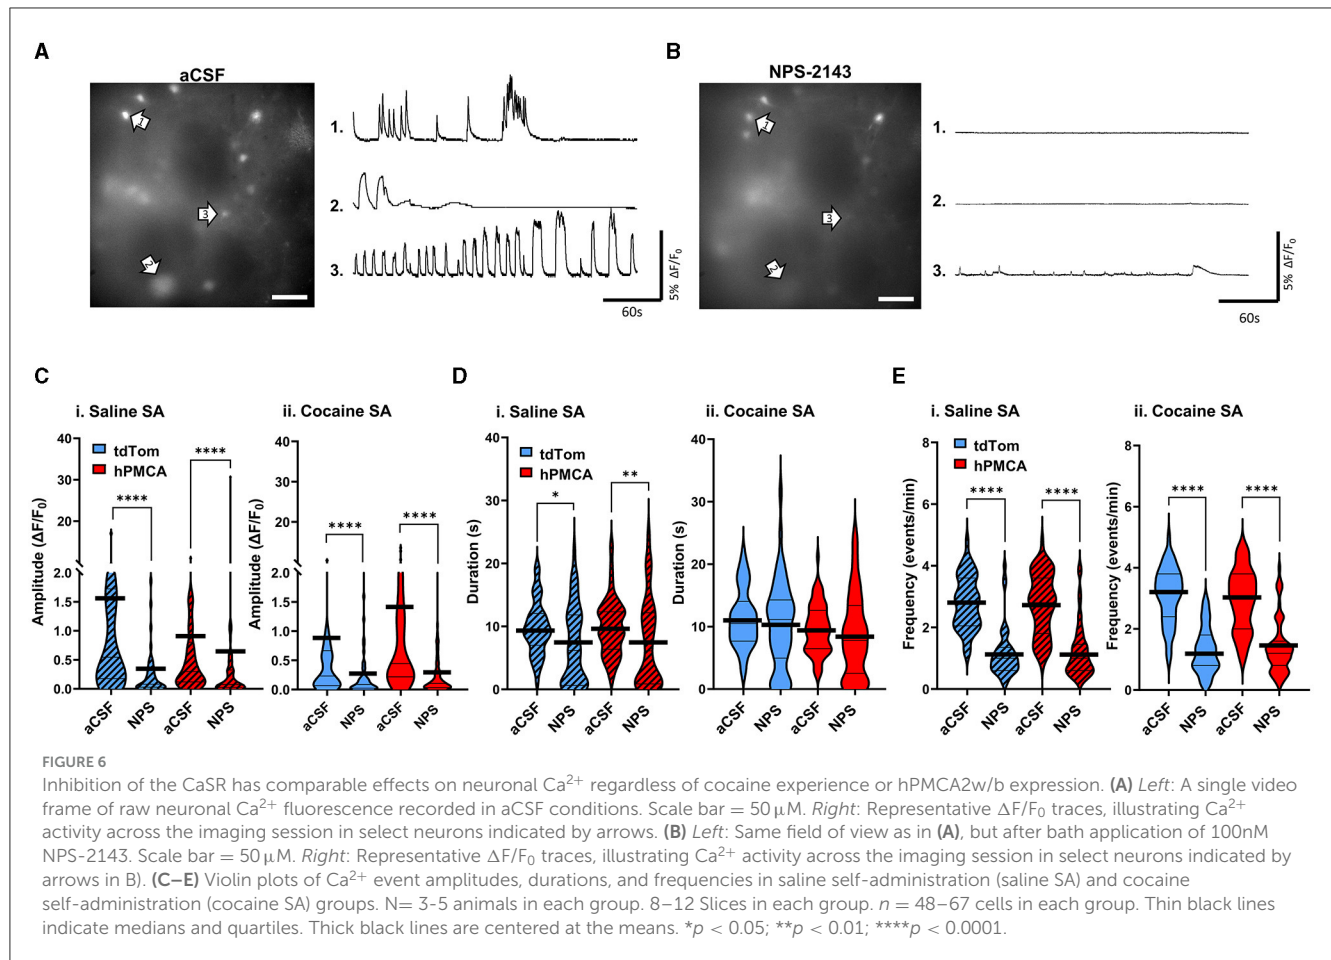 A
aCSF
1
3
2
1.
2.
3.
5% ΔF/F₀
60s
B
NPS-2143
1
3
2
1.
2.
3.
5% ΔF/F₀
60s
C
i. Saline SA
tdTom
hPMCA
Amplitude (ΔF/F₀)
40
30
20
2.0
1.5
1.0
0.5
0.0
****
****
aCSF
NPS
aCSF
NPS
ii. Cocaine SA
Amplitude (ΔF/F₀)
40
30
20
10
2.0
1.5
1.0
0.5
0.0
****
****
aCSF
NPS
aCSF
NPS
D
i. Saline SA
tdTom
hPMCA
Duration (s)
40
30
20
10
0
*
**
aCSF
NPS
aCSF
NPS
ii. Cocaine SA
Duration (s)
40
30
20
10
0
aCSF
NPS
aCSF
NPS
E
i. Saline SA
tdTom
hPMCA
Frequency (events/min)
8
6
4
2
0
****
****
aCSF
NPS
aCSF
NPS
ii. Cocaine SA
Frequency (events/min)
8
6
4
2
0
****
****
aCSF
NPS
aCSF
NPS
FIGURE 6
Inhibition of the CaSR has comparable effects on neuronal Ca²⁺ regardless of cocaine experience or hPMCA2w/b expression. (A) Left: A single video
frame of raw neuronal Ca²⁺ fluorescence recorded in aCSF conditions. Scale bar = 50 μM. Right: Representative ΔF/F₀ traces, illustrating Ca²⁺
activity across the imaging session in select neurons indicated by arrows. (B) Left: Same field of view as in (A), but after bath application of 100nM
NPS-2143. Scale bar = 50 μM. Right: Representative ΔF/F₀ traces, illustrating Ca²⁺ activity across the imaging session in select neurons indicated by
arrows in B). (C–E) Violin plots of Ca²⁺ event amplitudes, durations, and frequencies in saline self-administration (saline SA) and cocaine
self-administration (cocaine SA) groups. N= 3-5 animals in each group. 8–12 Slices in each group. n = 48–67 cells in each group. Thin black lines
indicate medians and quartiles. Thick black lines are centered at the means. *p < 0.05; **p < 0.01; ****p < 0.0001.